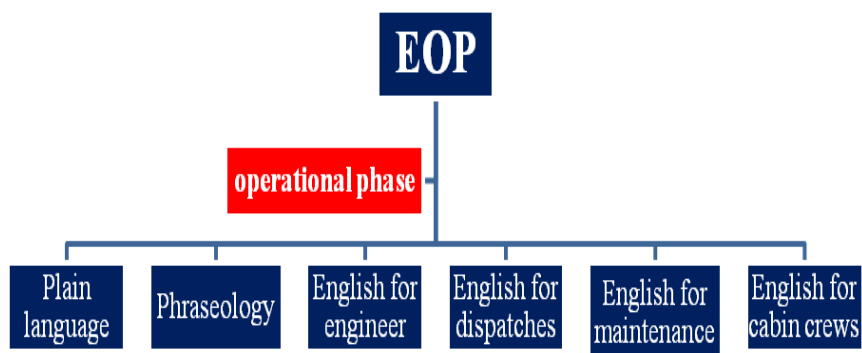 EOP
operational phase
Plain
language
Phraseology
English for
engineer
English for
dispatches
English for
maintenance
English for
cabin crews